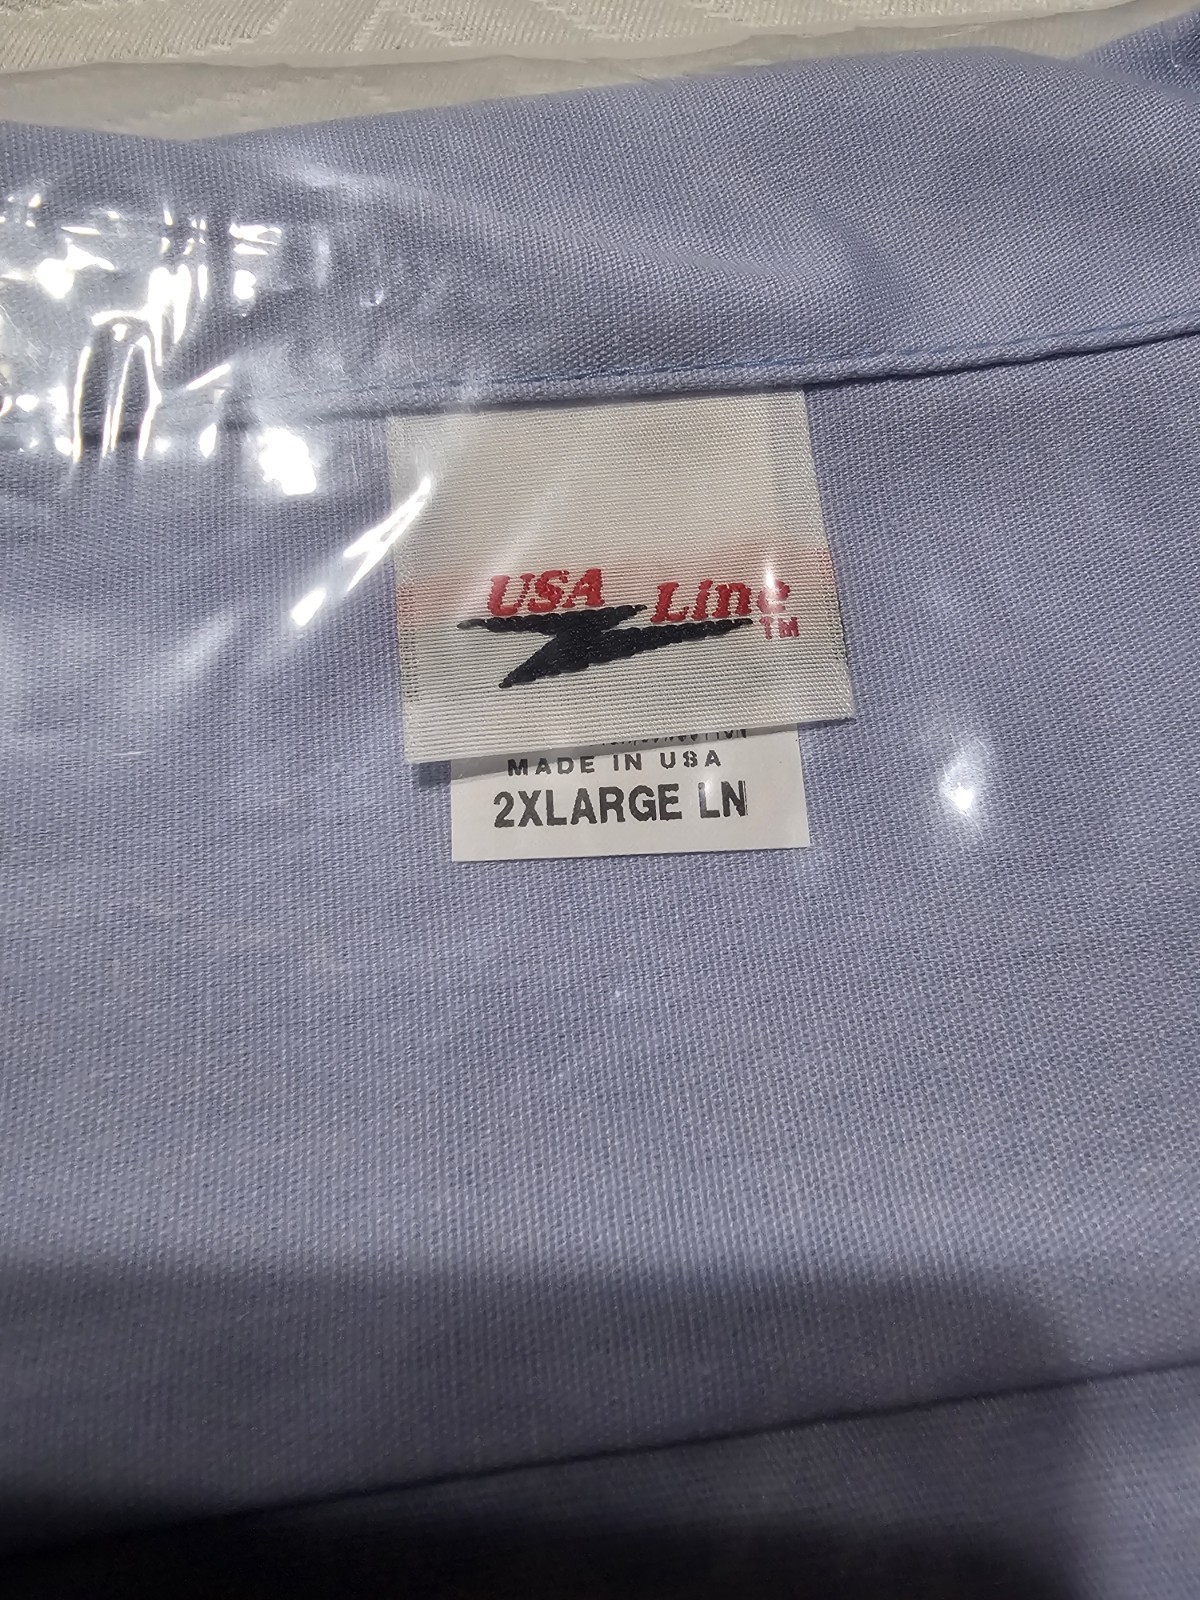 USA Line
TM
MADE IN USA
2XLARGE LN